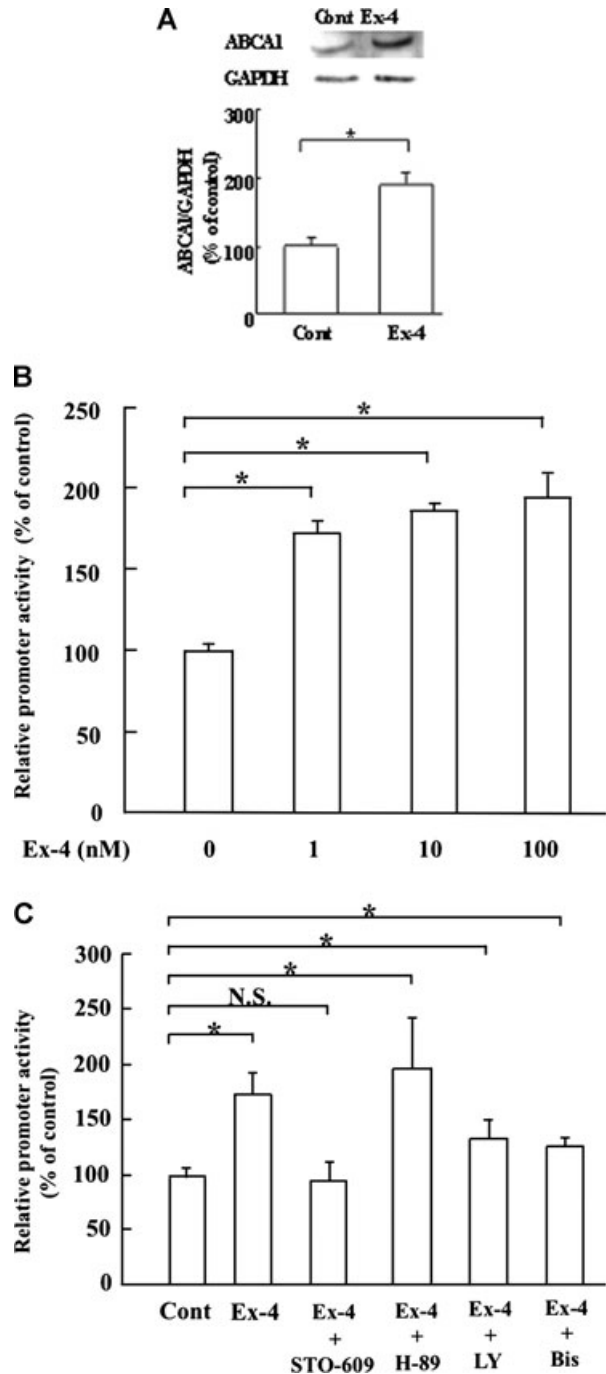 A
Cont Ex-4
ABCA1
GAPDH
ABCA1/GAPDH
(% of control)
300
200
100
0
*
Cont Ex-4
B
Relative promoter activity (% of control)
250
200
150
100
50
0
*
*
*
Ex-4 (nM) 0 1 10 100
C
Relative promoter activity
(% of control)
300
250
200
150
100
50
0
*
*
*
N.S.
*
Cont Ex-4 Ex-4 Ex-4 Ex-4 Ex-4
+ + + +
STO-609 H-89 LY Bis